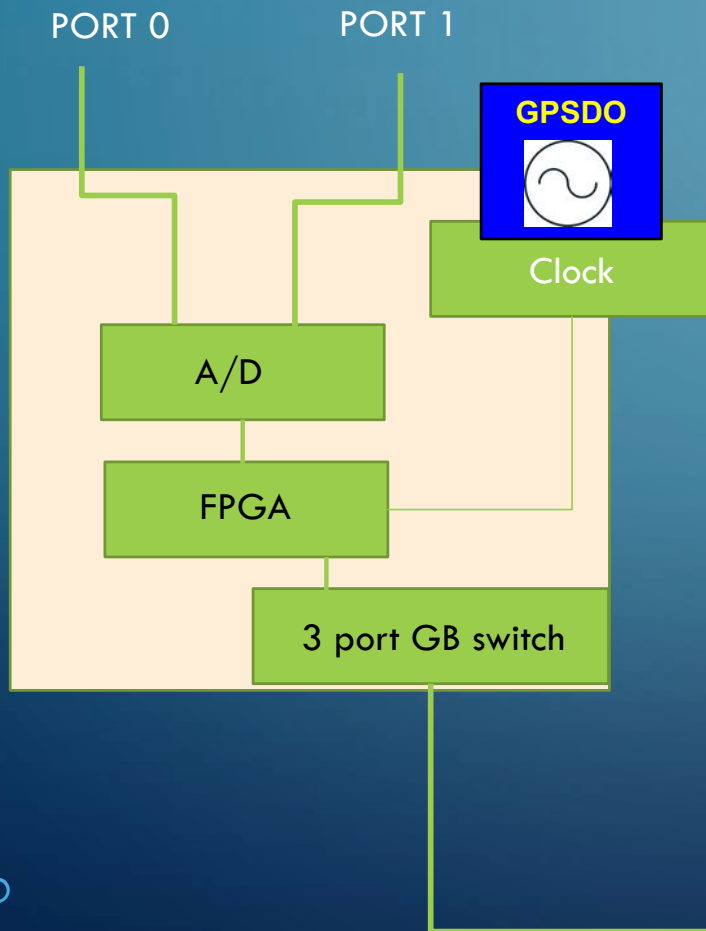 PORT 0
PORT 1
GPSDO
Clock
A/D
FPGA
3 port GB switch